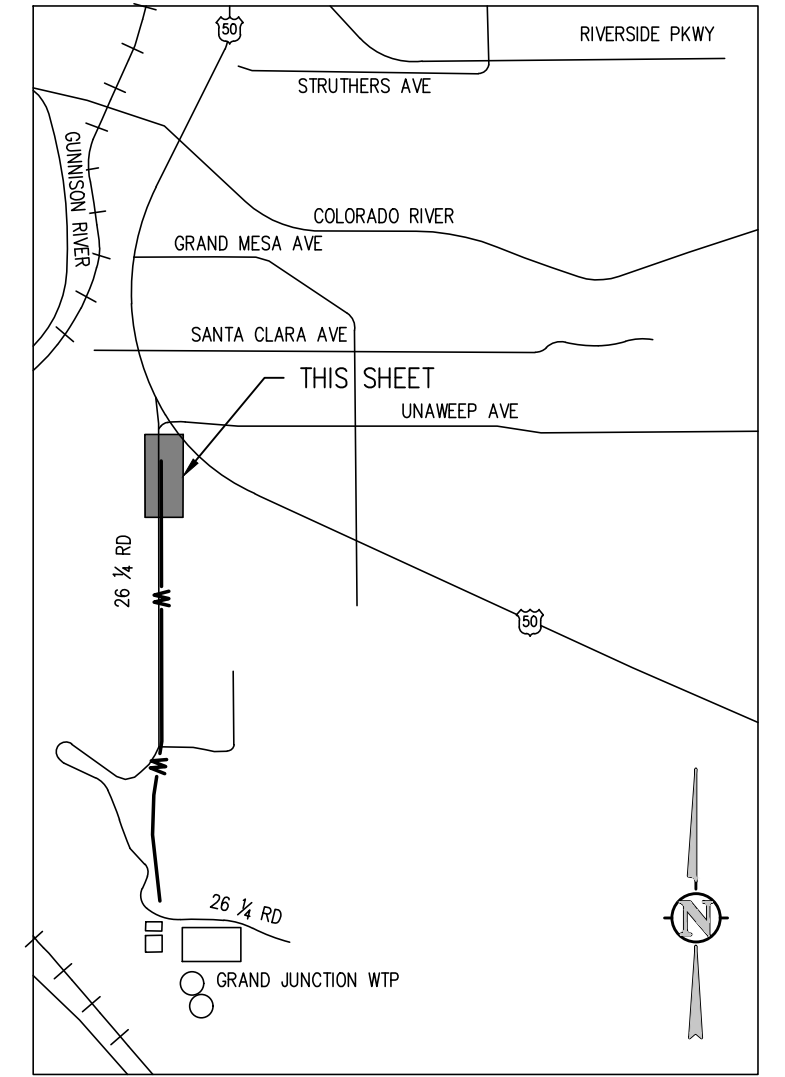 50
RIVERSIDE PKWY
STRUTHERS AVE
GUNNISON RIVER
COLORADO RIVER
GRAND MESA AVE
SANTA CLARA AVE
THIS SHEET
UNAWEEP AVE
26 ¼ RD
W
50
W
26 ¼ RD
N
GRAND JUNCTION WTP